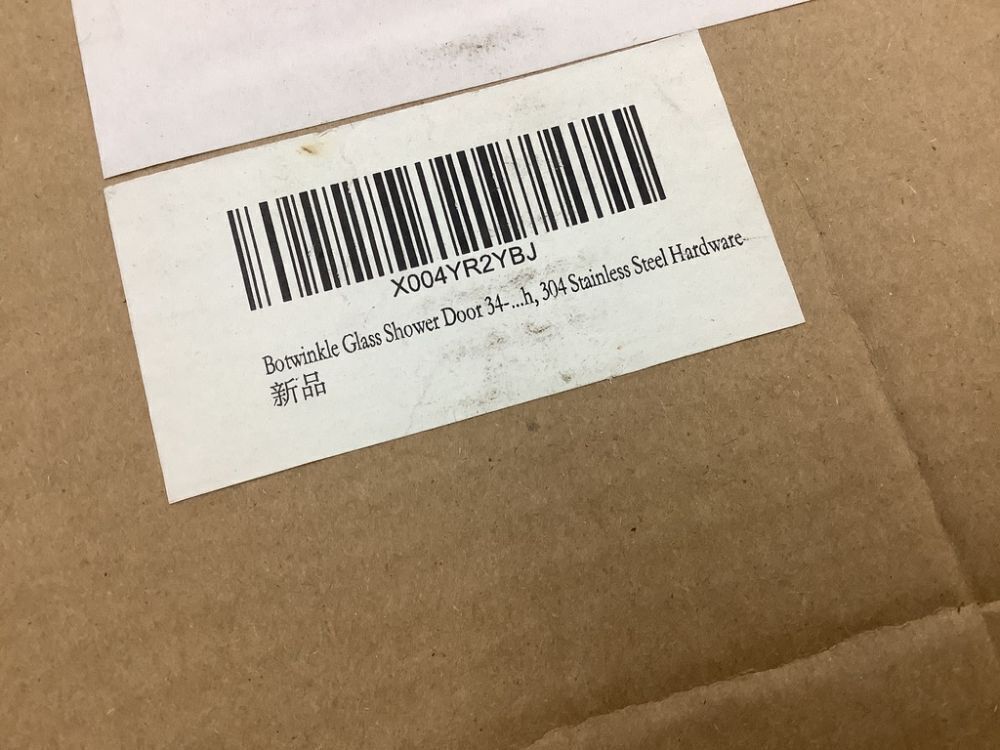 X004YR2YBJ
Botwinkle Glass Shower Door 34-...h, 304 Stainless Steel Hardware
新品